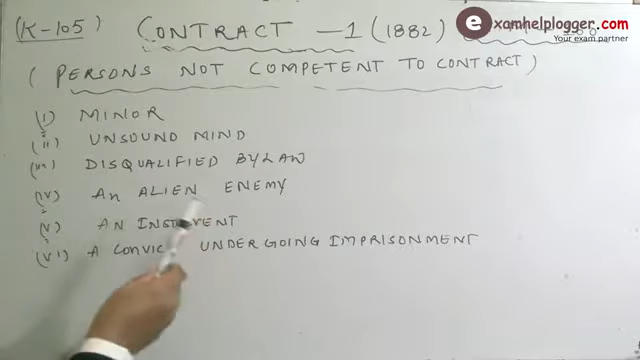 (K-105) CONTRACT -1 (1882)
examhelplogger.com
Your exam partner
(PERSONS NOT COMPETENT TO CONTRACT)
(I) MINOR
(II) UNSOUND MIND
(III) DISQUALIFIED BY LAW
(IV) An ALIEN ENEMY
(V) AN
(VI) A UNDERGOING IMPRISONMENT